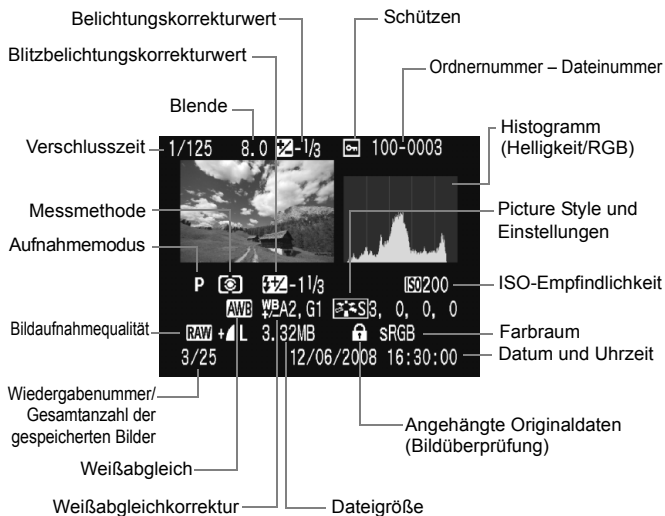 Belichtungskorrekturwert
Schützen
Blitzbelichtungskorrekturwert
Ordnernummer – Dateinummer
Blende
Histogramm
(Helligkeit/RGB)
Verschlusszeit
1/125 8.0 -1/3 100-0003
Messmethode
Picture Style und
Einstellungen
Aufnahmemodus
P -1 1/3 ISO 200
ISO-Empfindlichkeit
AWB WB A2, G1 S 3, 0, 0, 0
Bildaufnahmequalität
RAW + L 3.32MB sRGB
Farbraum
3/25 12/06/2008 16:30:00
Datum und Uhrzeit
Wiedergabenummer/
Gesamtanzahl der
gespeicherten Bilder
Angehängte Originaldaten
(Bildüberprüfung)
Weißabgleich
Weißabgleichkorrektur
Dateigröße